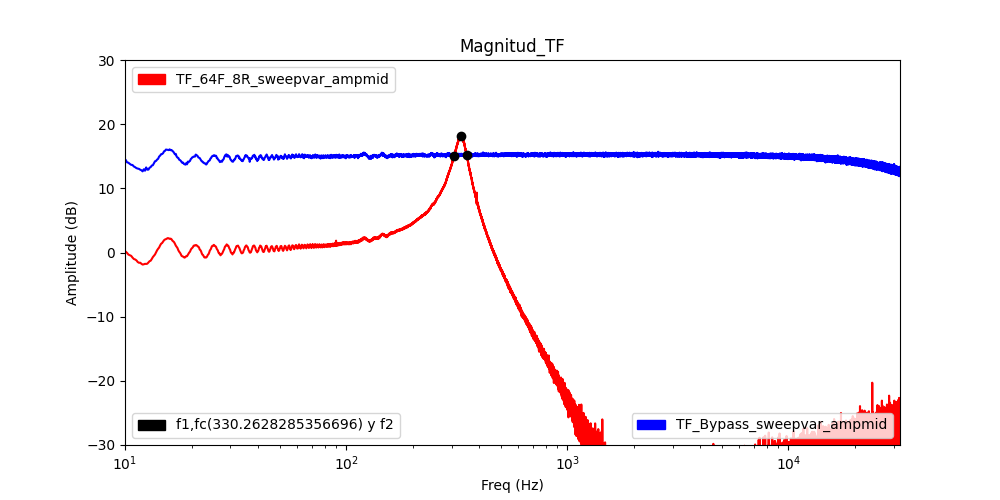 Magnitud_TF
30
TF_64F_8R_sweepvar_ampmid
20
10
0
−10
−20
−30
Amplitude (dB)
f1,fc(330.2628285356696) y f2
TF_Bypass_sweepvar_ampmid
10¹ 10² 10³ 10⁴
Freq (Hz)